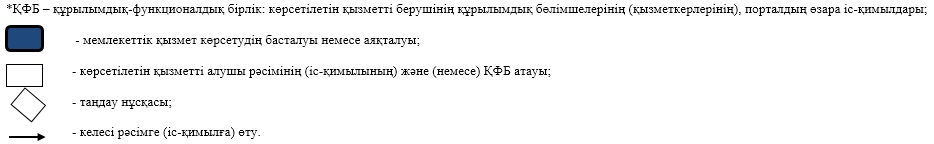 *ҚФБ – құрылымдық-функционалдық бірлік: көрсетілетін қызметті берушінің құрылымдық бөлімшелерінің (қызметкерлерінің), порталдың өзара іс-қимылдары;
- мемлекеттік қызмет көрсетудің басталуы немесе аяқталуы;
- көрсетілетін қызметті алушы рәсімінің (іс-қимылының) және (немесе) ҚФБ атауы;
- таңдау нұсқасы;
- келесі рәсімге (іс-қимылға) өту.